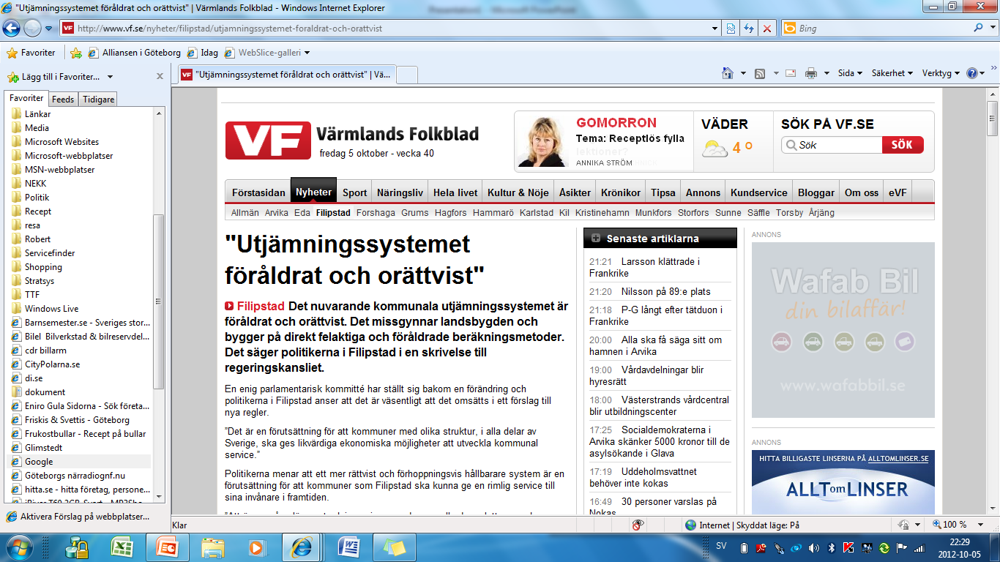 "Utjämningssystemet föråldrat och orättvist" | Värmlands Folkblad - Windows Internet Explorer
http://www.vf.se/nyheter/filipstad/utjamningssystemet-foraldrat-och-orattvist
Bing
Favoriter
Alliansen i Göteborg
Idag
WebSlice-galleri
Lägg till i Favoriter...
"Utjämningssystemet föråldrat och orättvist" | Vä...
Sida
Säkerhet
Verktyg
Favoriter
Feeds
Tidigare
Länkar
Media
Microsoft Websites
Microsoft-webbplatser
MSN-webbplatser
NEKK
Politik
Recept
resa
Robert
Servicefinder
Shopping
Stratsys
TTF
Windows Live
Barnsemester.se - Sveriges stor...
Bilel Bilverkstad & bilreservdel...
cdr billarm
CityPolarna.se
di.se
dokument
Eniro Gula Sidorna - Sök företa...
Friskis & Svettis - Göteborg
Frukostbullar - Recept på bullar
Glimstedt
Google
Göteborgs närradiognf.nu
hitta.se - hitta företag, persone...
Aktivera Förslag på webbplatser...
VF Värmlands Folkblad
fredag 5 oktober - vecka 40
GOMORRON
Tema: Receptlös fylla
lektioner?
ANNIKA STRÖM
VÄDER
4 °
SÖK PÅ VF.SE
Sök
SÖK
Förstasidan Nyheter Sport Näringsliv Hela livet Kultur & Nöje Åsikter Krönikor Tipsa Annons Kundservice Bloggar Om oss eVF
Allmän Arvika Eda Filipstad Forshaga Grums Hagfors Hammarö Karlstad Kil Kristinehamn Munkfors Storfors Sunne Säffle Torsby Årjäng
"Utjämningssystemet
föråldrat och orättvist"
Filipstad Det nuvarande kommunala utjämningssystemet är
föråldrat och orättvist. Det missgynnar landsbygden och
bygger på direkt felaktiga och föråldrade beräkningsmetoder.
Det säger politikerna i Filipstad i en skrivelse till
regeringskansliet.
En enig parlamentarisk kommitté har ställt sig bakom en förändring och
politikerna i Filipstad anser att det är väsentligt att det omsätts i ett förslag till
nya regler.
”Det är en förutsättning för att kommuner med olika struktur, i alla delar av
Sverige, ska ges likvärdiga ekonomiska möjligheter att utveckla kommunal
service.”
Politikerna menar att ett mer rättvist och förhoppningsvis hållbarare system är en
förutsättning för att kommuner som Filipstad ska kunna ge en rimlig service till
sina invånare i framtiden.
Senaste artiklarna
21:21 Larsson klättrade i
Frankrike
21:20 Nilsson på 89:e plats
21:18 P-G långt efter tätduon i
Frankrike
20:00 Alla ska få säga sitt om
hamnen i Arvika
19:00 Vårdavdelningar blir
hyresrätt
18:00 Västerstrands vårdcentral
blir utbildningscenter
17:25 Socialdemokraterna i
Arvika skänker 5000 kronor till de
asylsökande i Glava
17:19 Uddeholmsvattnet
behöver inte kokas
16:49 30 personer varslas på
Nokas
ANNONS
Wafab Bil
din bilaffär!
www.wafabbil.se
ANNONS
HITTA BILLIGASTE LINSERNA PÅ ALLTOMLINSER.SE
ALLT om LINSER
Klar
Internet | Skyddat läge: På
100 %
SV
22:29
2012-10-05